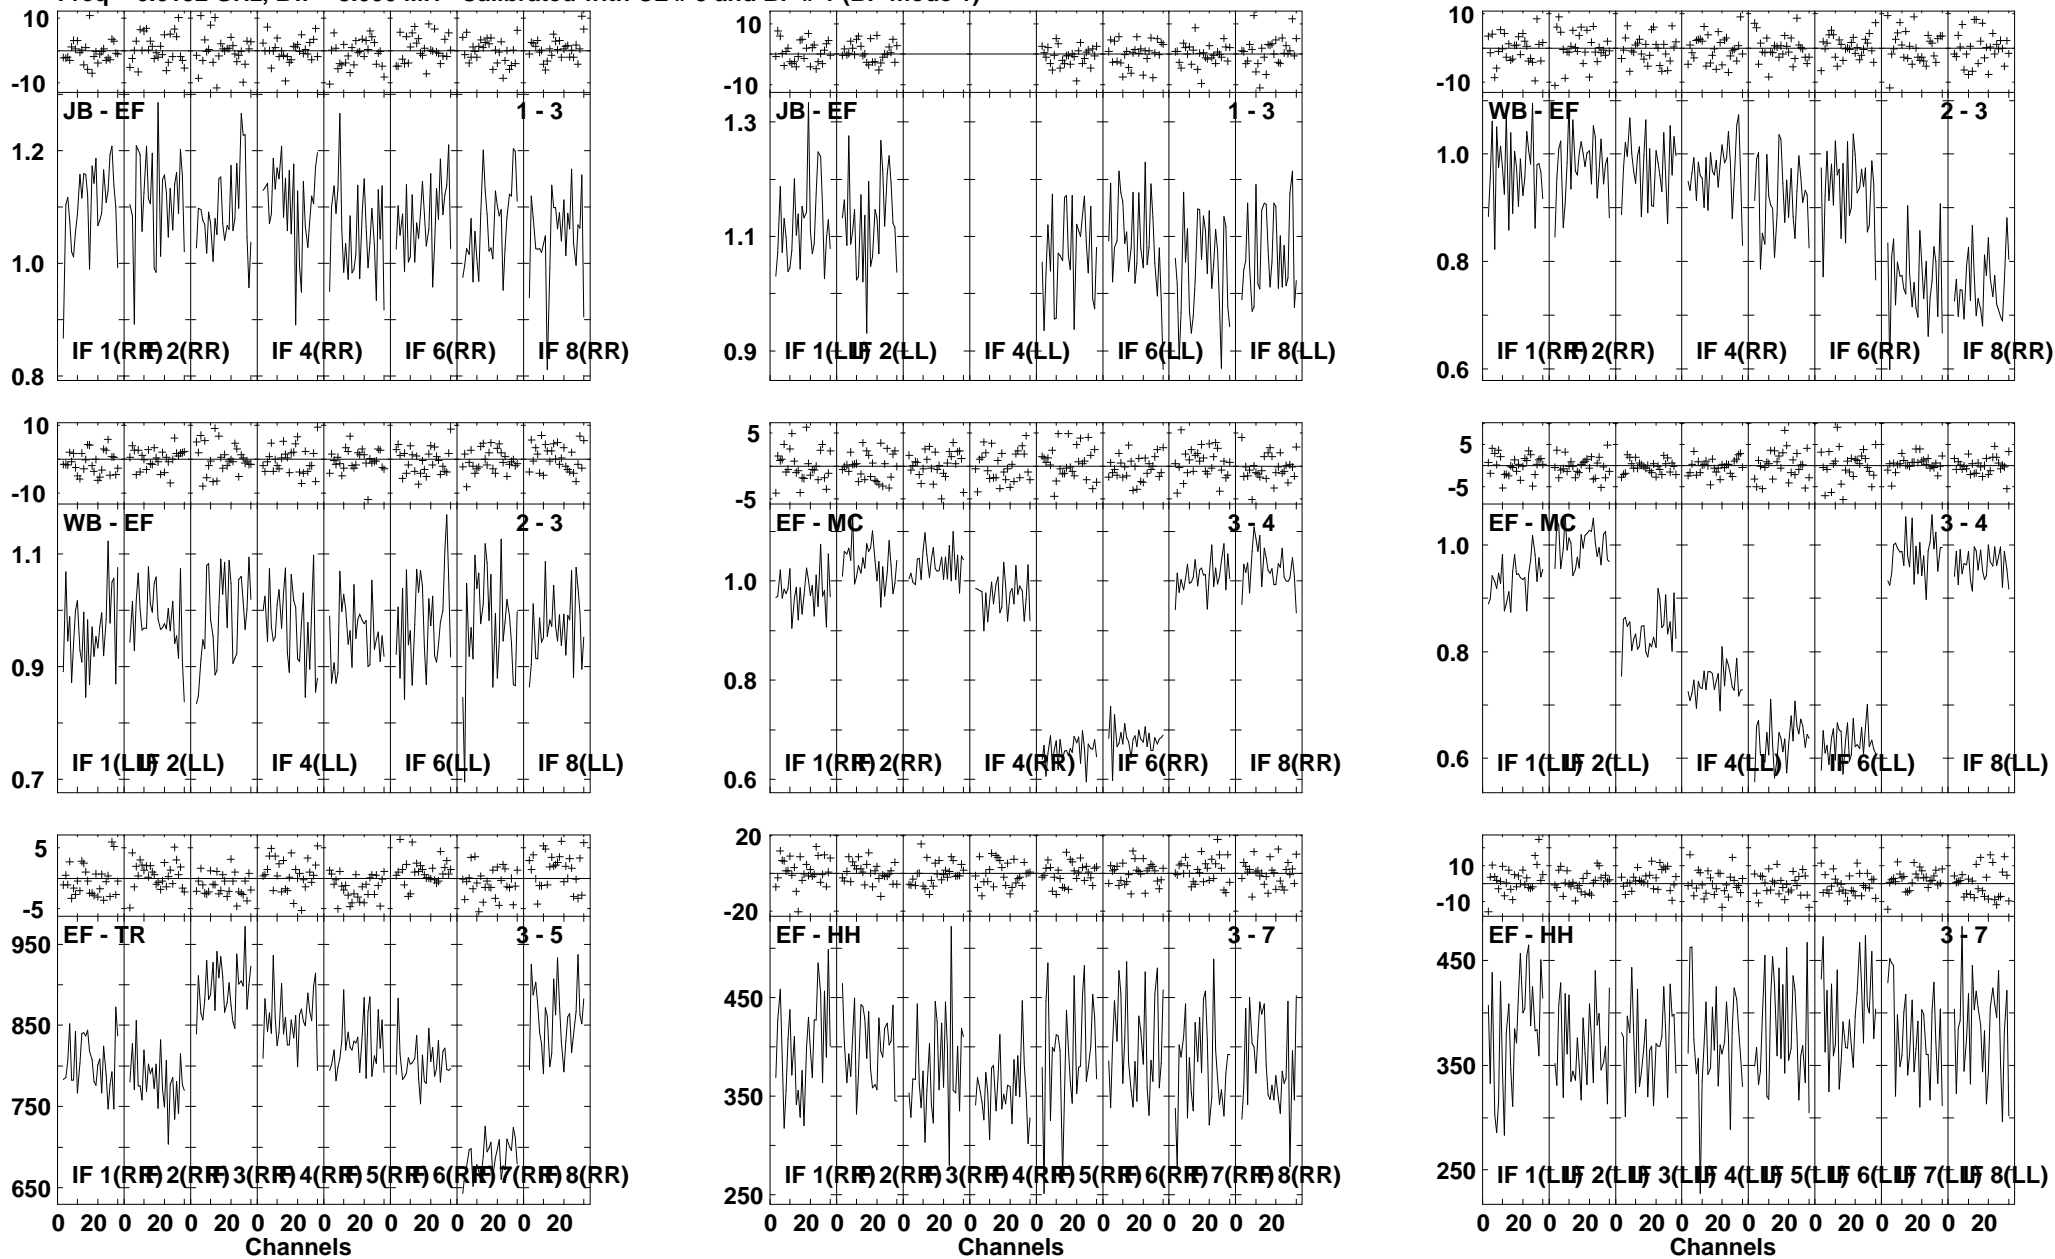 10
-10
JB - EF 1 - 3
1.2
1.0
0.8
IF 1(RR) IF 2(RR) IF 4(RR) IF 6(RR) IF 8(RR)
10
-10
JB - EF 1 - 3
1.3
1.1
0.9
IF 1(LL) IF 2(LL) IF 4(LL) IF 6(LL) IF 8(LL)
10
-10
WB - EF 2 - 3
1.0
0.8
0.6
IF 1(RR) IF 2(RR) IF 4(RR) IF 6(RR) IF 8(RR)
10
-10
WB - EF 2 - 3
1.1
0.9
0.7
IF 1(LL) IF 2(LL) IF 4(LL) IF 6(LL) IF 8(LL)
5
-5
EF - MC 3 - 4
1.0
0.8
0.6
IF 1(RR) IF 2(RR) IF 4(RR) IF 6(RR) IF 8(RR)
5
-5
EF - MC 3 - 4
1.0
0.8
0.6
IF 1(LL) IF 2(LL) IF 4(LL) IF 6(LL) IF 8(LL)
5
-5
EF - TR 3 - 5
950
850
750
650
IF 1(RR) IF 2(RR) IF 3(RR) IF 4(RR) IF 5(RR) IF 6(RR) IF 7(RR) IF 8(RR)
0 20 0 20 0 20 0 20 0 20 0 20 0 20 0 20
Channels
20
-20
EF - HH 3 - 7
450
350
250
IF 1(RR) IF 2(RR) IF 3(RR) IF 4(RR) IF 5(RR) IF 6(RR) IF 7(RR) IF 8(RR)
0 20 0 20 0 20 0 20 0 20 0 20 0 20 0 20
Channels
10
-10
EF - HH 3 - 7
450
350
250
IF 1(LL) IF 2(LL) IF 3(LL) IF 4(LL) IF 5(LL) IF 6(LL) IF 7(LL) IF 8(LL)
0 20 0 20 0 20 0 20 0 20 0 20 0 20 0 20
Channels